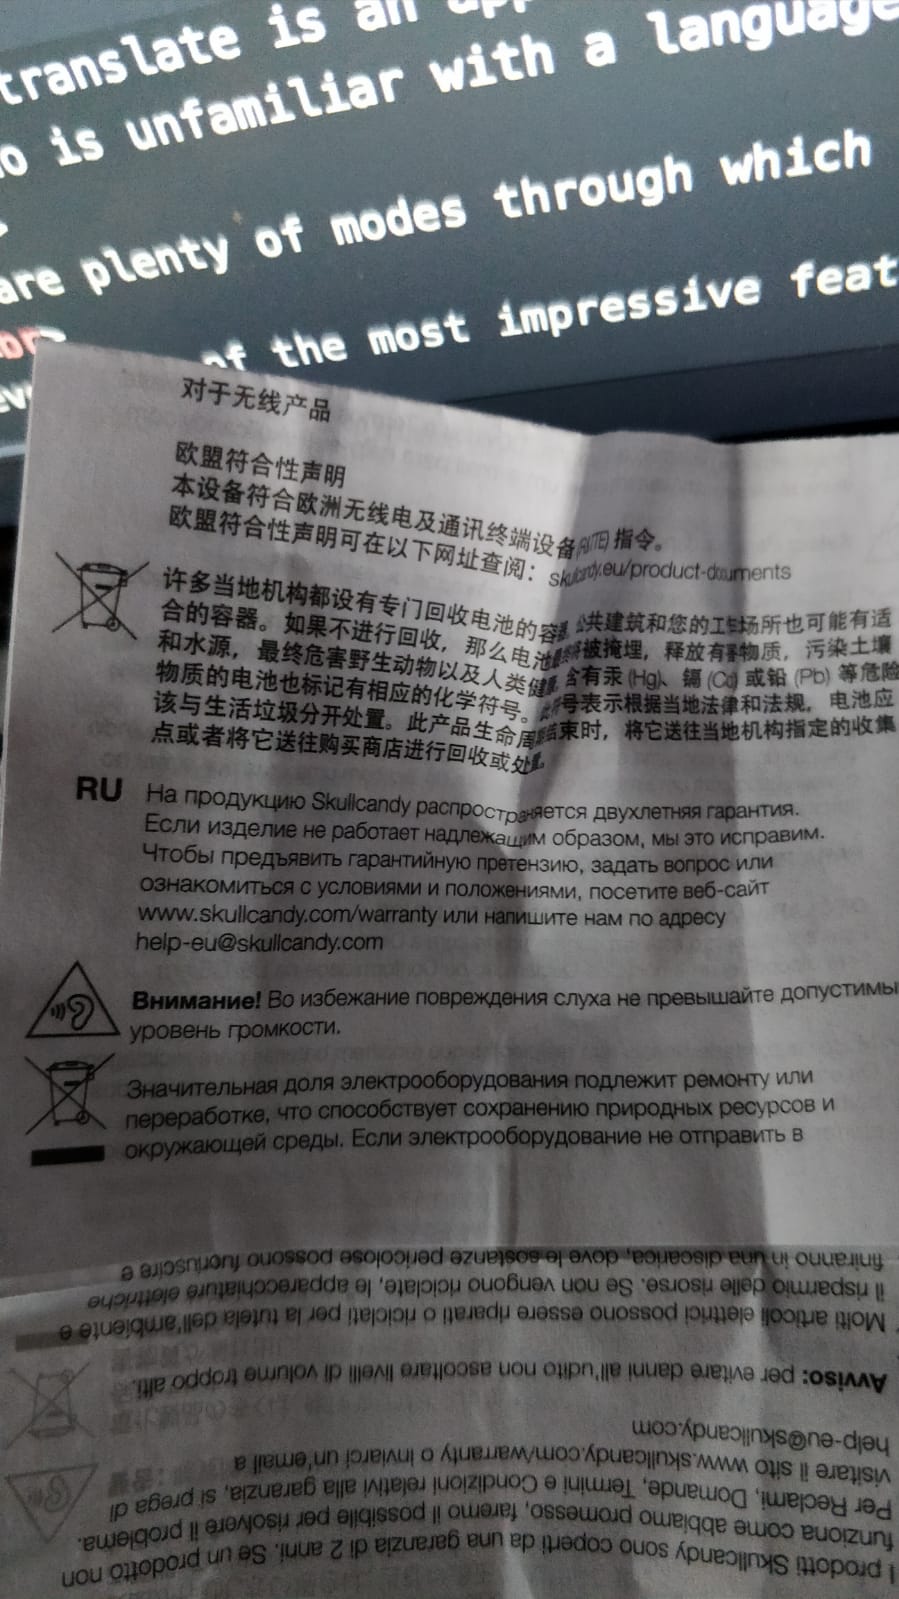 translate is an
is unfamiliar with a language
are plenty of modes through which
of the most impressive
对于无线产品
欧盟符合性声明
本设备符合欧洲无线电及通讯终端设备(R&TTE)指令。
欧盟符合性声明可在以下网址查阅：skullcandy.eu/product-documents
许多当地机构都设有专门回收电池的容器。公共建筑和您的工作场所也可能有适
合的容器。如果不进行回收，那么电池最终将被掩埋，释放有害物质，污染土壤
和水源，最终危害野生动物以及人类健康。含有汞 (Hg)、镉 (Cd) 或铅 (Pb) 等危险
物质的电池也标记有相应的化学符号。此符号表示根据当地法律和法规，电池应
该与生活垃圾分开处置。此产品生命周期结束时，将它送往当地机构指定的收集
点或者将它送往购买商店进行回收或处置。
RU На продукцию Skullcandy распространяется двухлетняя гарантия.
Если изделие не работает надлежащим образом, мы это исправим.
Чтобы предъявить гарантийную претензию, задать вопрос или
ознакомиться с условиями и положениями, посетите веб-сайт
www.skullcandy.com/warranty или напишите нам по адресу
help-eu@skullcandy.com
Внимание! Во избежание повреждения слуха не превышайте допустимы
уровень громкости.
Значительная доля электрооборудования подлежит ремонту или
переработке, что способствует сохранению природных ресурсов и
окружающей среды. Если электрооборудование не отправить в
I prodotti Skullcandy sono coperti da una garanzia di 2 anni. Se un prodotto non
funziona come abbiamo promesso, faremo il possibile per risolvere il problema.
Per Reclami, Domande, Termini e Condizioni relativi alla garanzia, si prega di
visitare il sito www.skullcandy.com/warranty o inviarci un'email a
help-eu@skullcandy.com
Avviso: per evitare danni all'udito non ascoltare livelli di volume troppo alti.
Molti articoli elettrici possono essere riparati o riciclati per la tutela dell'ambiente e
il risparmio delle risorse. Se non vengono riciclate, le apparecchiature elettriche
finiranno in una discarica, dove le sostanze pericolose possono fuoriuscire e